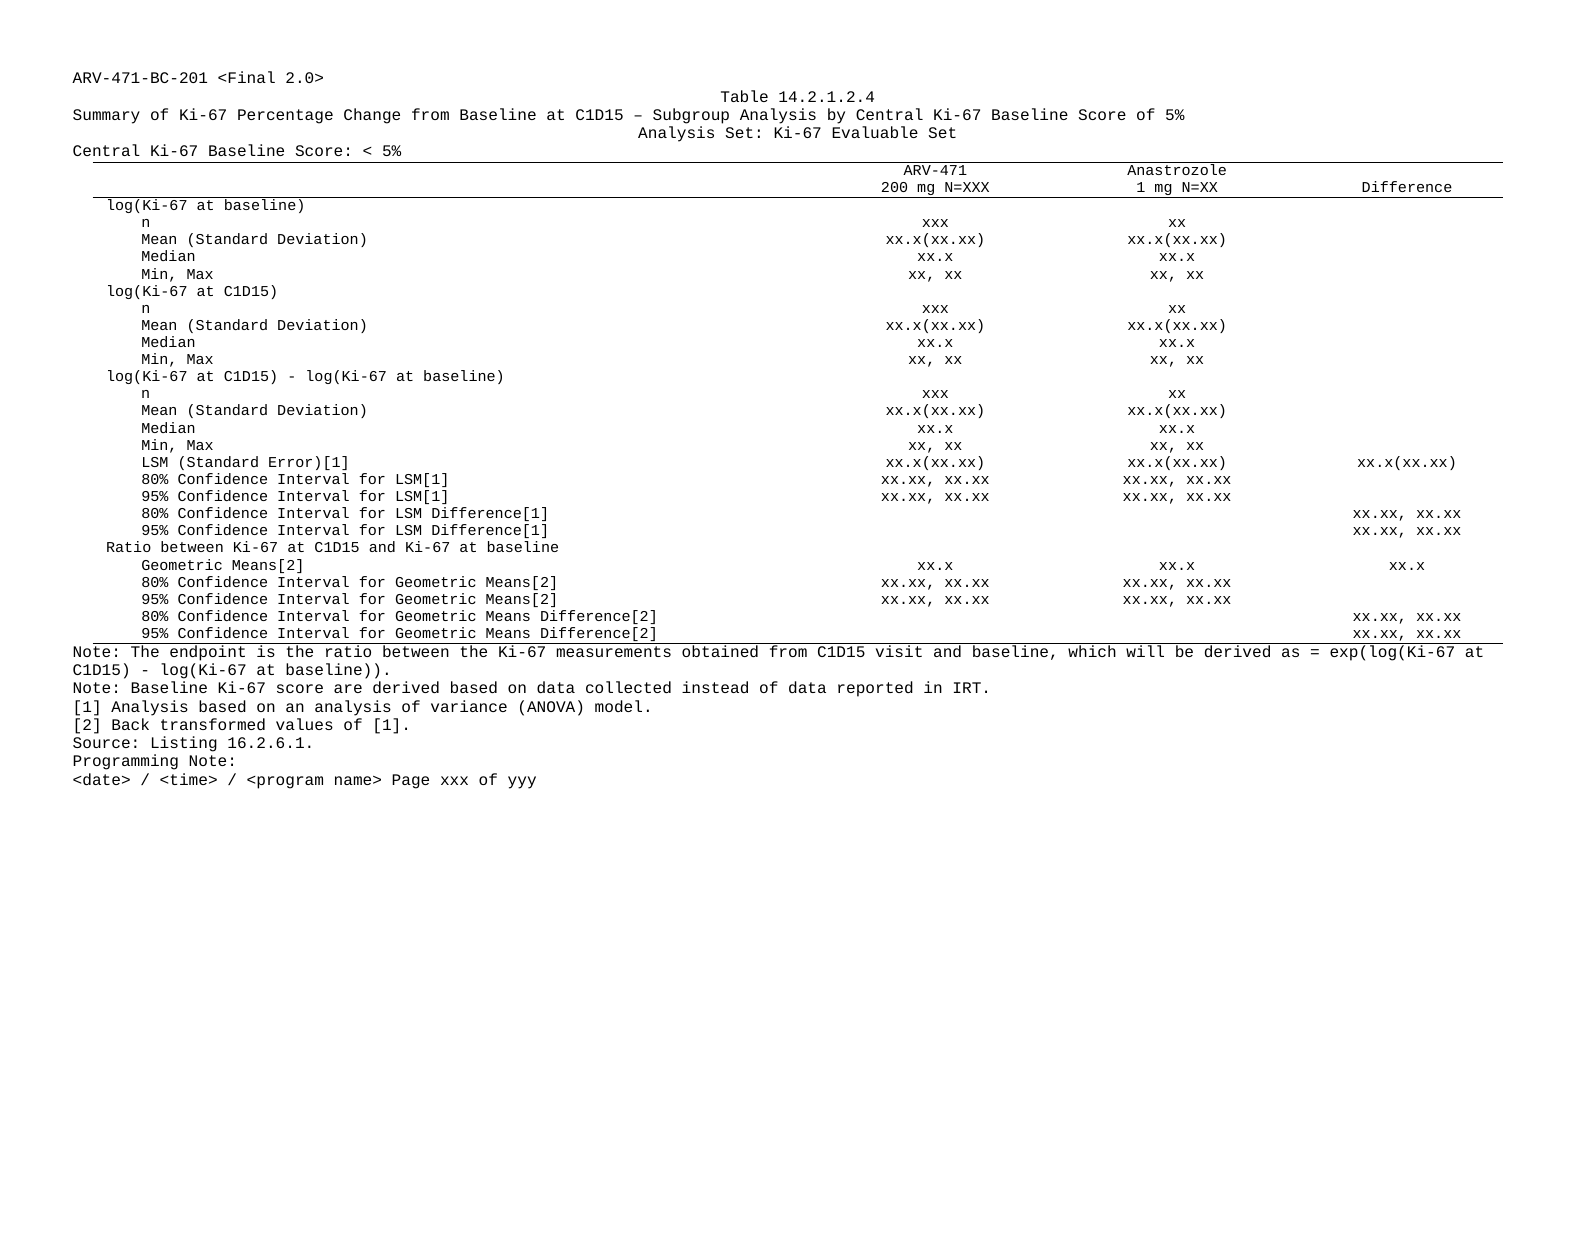 ARV-471-BC-201 <Final 2.0>
Table 14.2.1.2.4
Summary of Ki-67 Percentage Change from Baseline at C1D15 – Subgroup Analysis by Central Ki-67 Baseline Score of 5%
Analysis Set: Ki-67 Evaluable Set
Central Ki-67 Baseline Score: < 5%
ARV-471 Anastrozole
200 mg N=XXX 1 mg N=XX Difference
log(Ki-67 at baseline)
n xxx xx
Mean (Standard Deviation) xx.x(xx.xx) xx.x(xx.xx)
Median xx.x xx.x
Min, Max xx, xx xx, xx
log(Ki-67 at C1D15)
n xxx xx
Mean (Standard Deviation) xx.x(xx.xx) xx.x(xx.xx)
Median xx.x xx.x
Min, Max xx, xx xx, xx
log(Ki-67 at C1D15) - log(Ki-67 at baseline)
n xxx xx
Mean (Standard Deviation) xx.x(xx.xx) xx.x(xx.xx)
Median xx.x xx.x
Min, Max xx, xx xx, xx
LSM (Standard Error)[1] xx.x(xx.xx) xx.x(xx.xx) xx.x(xx.xx)
80% Confidence Interval for LSM[1] xx.xx, xx.xx xx.xx, xx.xx
95% Confidence Interval for LSM[1] xx.xx, xx.xx xx.xx, xx.xx
80% Confidence Interval for LSM Difference[1] xx.xx, xx.xx
95% Confidence Interval for LSM Difference[1] xx.xx, xx.xx
Ratio between Ki-67 at C1D15 and Ki-67 at baseline
Geometric Means[2] xx.x xx.x xx.x
80% Confidence Interval for Geometric Means[2] xx.xx, xx.xx xx.xx, xx.xx
95% Confidence Interval for Geometric Means[2] xx.xx, xx.xx xx.xx, xx.xx
80% Confidence Interval for Geometric Means Difference[2] xx.xx, xx.xx
95% Confidence Interval for Geometric Means Difference[2] xx.xx, xx.xx
Note: The endpoint is the ratio between the Ki-67 measurements obtained from C1D15 visit and baseline, which will be derived as = exp(log(Ki-67 at
C1D15) - log(Ki-67 at baseline)).
Note: Baseline Ki-67 score are derived based on data collected instead of data reported in IRT.
[1] Analysis based on an analysis of variance (ANOVA) model.
[2] Back transformed values of [1].
Source: Listing 16.2.6.1.
Programming Note:
<date> / <time> / <program name> Page xxx of yyy